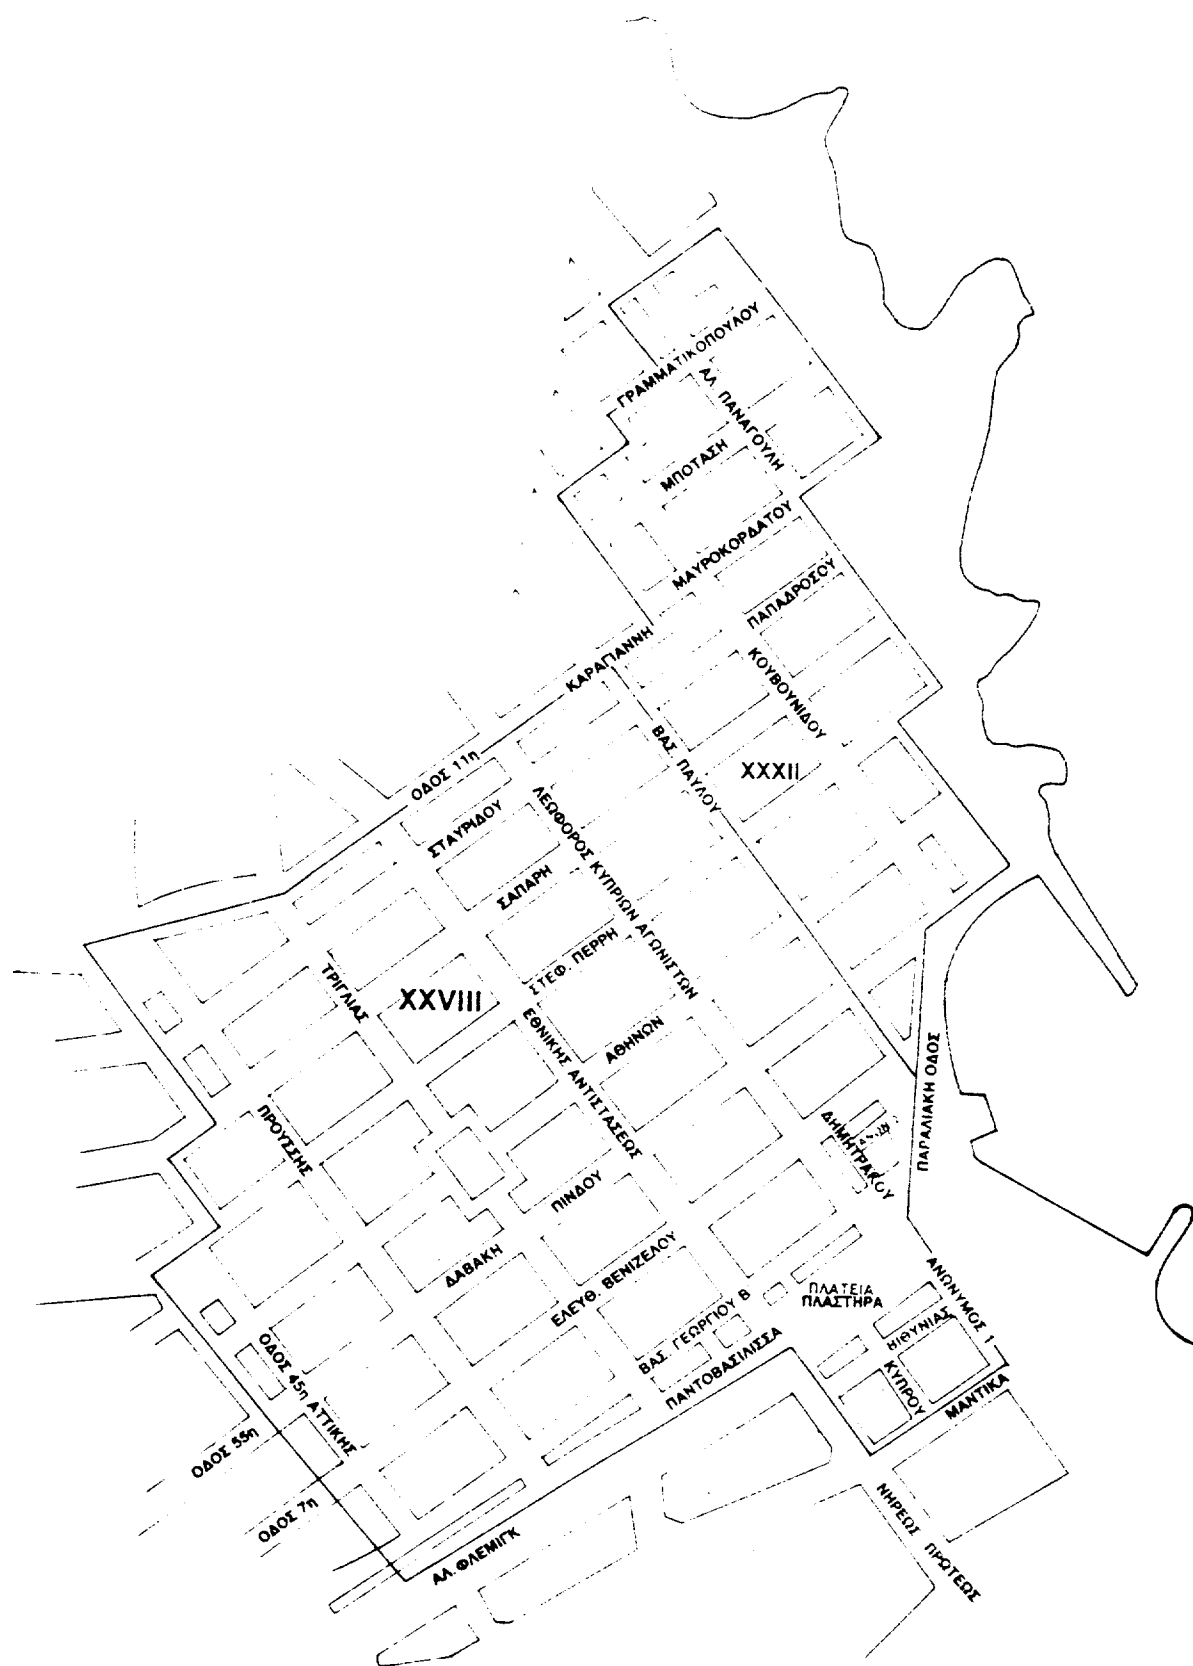 ΓΡΑΜΜΑΤΙΚΟΠΟΥΛΟΥ
ΑΛ. ΠΑΝΑΓΟΥΛΗ
ΜΠΟΤΑΣΗ
ΜΑΥΡΟΚΟΡΔΑΤΟΥ
ΠΑΠΑΔΡΟΣΟΥ
ΚΑΡΑΓΙΑΝΝΗ
ΚΟΥΒΟΥΝΙΔΟΥ
ΒΑΣ. ΠΑΥΛΟΥ
XXXII
ΟΔΟΣ 11η
ΣΤΑΥΡΙΔΟΥ
ΛΕΩΦΟΡΟΣ ΚΥΠΡΙΩΝ ΑΓΩΝΙΣΤΩΝ
ΣΑΠΑΡΗ
ΣΤΕΦ. ΠΕΡΡΗ
ΤΡΙΓΛΙΑΣ
XXVIII
ΕΘΝΙΚΗΣ ΑΝΤΙΣΤΑΣΕΩΣ
ΑΘΗΝΩΝ
ΠΑΡΑΛΙΑΚΗ ΟΔΟΣ
ΠΡΟΥΣΣΗΣ
ΔΗΜΗΤΡΑΚΟΥ
ΠΙΝΔΟΥ
ΔΑΒΑΚΗ
ΕΛΕΥΘ. ΒΕΝΙΖΕΛΟΥ
ΑΝΩΝΥΜΟΣ 1
ΠΛΑΤΕΙΑ
ΠΛΑΣΤΗΡΑ
ΒΑΣ. ΓΕΩΡΓΙΟΥ Β
ΒΙΘΥΝΙΑΣ
ΠΑΝΤΟΒΑΣΙΛΙΣΣΑ
ΚΥΠΡΟΥ
ΜΑΝΤΙΚΑ
ΟΔΟΣ 45η ΑΤΤΙΚΗΣ
ΟΔΟΣ 55η
ΟΔΟΣ 7η
ΑΛ. ΦΛΕΜΙΓΚ
ΝΗΡΕΩΣ ΠΡΩΤΕΩΣ